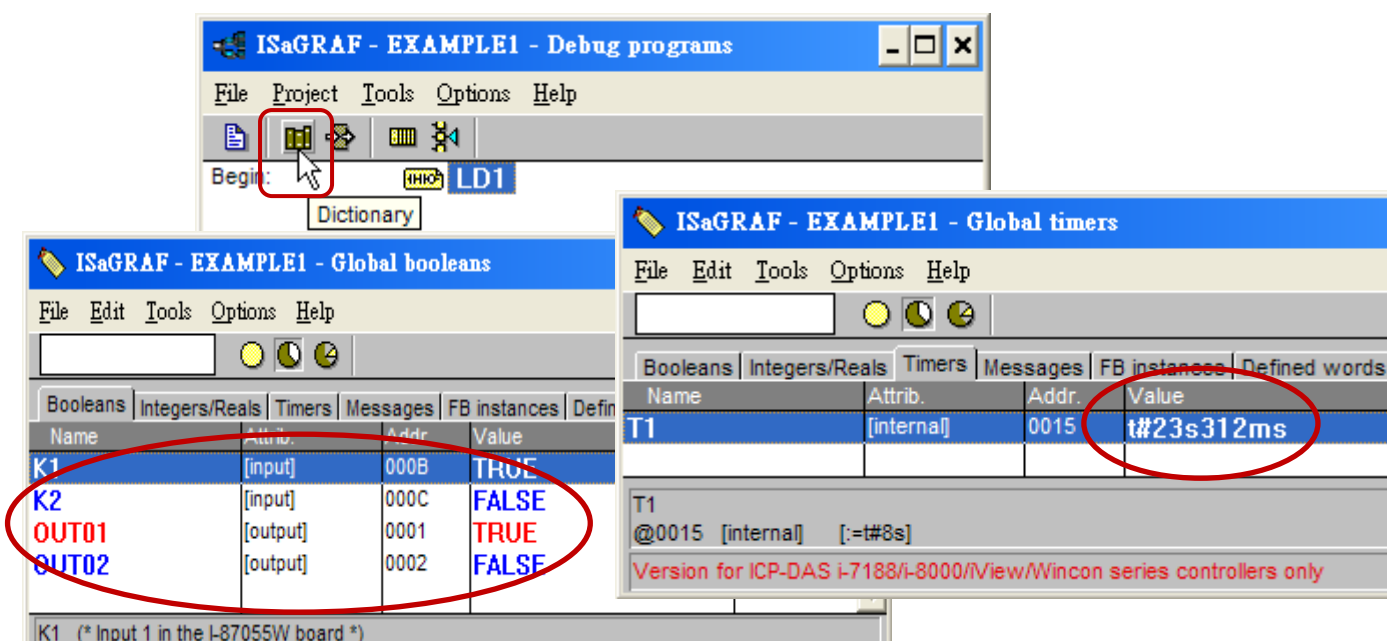 ISaGRAF - EXAMPLE1 - Debug programs
File Project Tools Options Help
Begin: LD1
Dictionary
ISaGRAF - EXAMPLE1 - Global booleans
File Edit Tools Options Help
Booleans Integers/Reals Timers Messages FB instances Defin
Name Attrib. Addr. Value
K1 [input] 000B TRUE
K2 [input] 000C FALSE
OUT01 [output] 0001 TRUE
OUT02 [output] 0002 FALSE
K1 (* Input 1 in the I-87055W board *)
ISaGRAF - EXAMPLE1 - Global timers
File Edit Tools Options Help
Booleans Integers/Reals Timers Messages FB instances Defined words
Name Attrib. Addr. Value
T1 [internal] 0015 t#23s312ms
T1
@0015 [internal] [:=t#8s]
Version for ICP-DAS i-7188/i-8000/iView/Wincon series controllers only